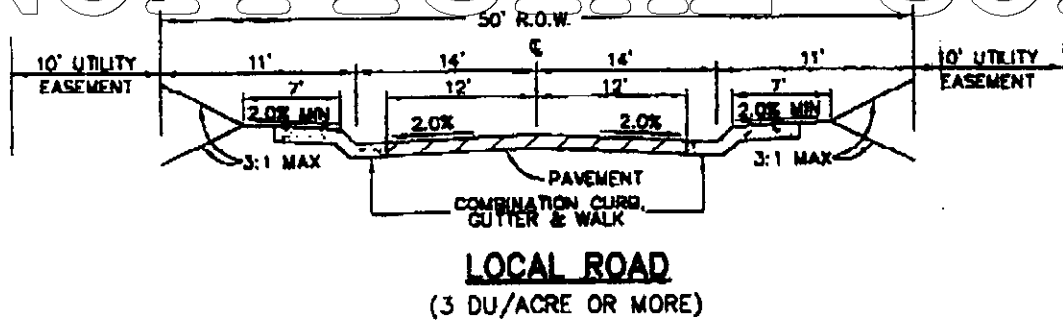 50' R.O.W.
℄
10' UTILITY EASEMENT
11'
14'
14'
11'
10' UTILITY EASEMENT
7'
12'
12'
7'
2.0% MIN
2.0%
2.0%
2.0% MIN
3:1 MAX
3:1 MAX
PAVEMENT
COMBINATION CURB,
GUTTER & WALK
LOCAL ROAD
(3 DU/ACRE OR MORE)